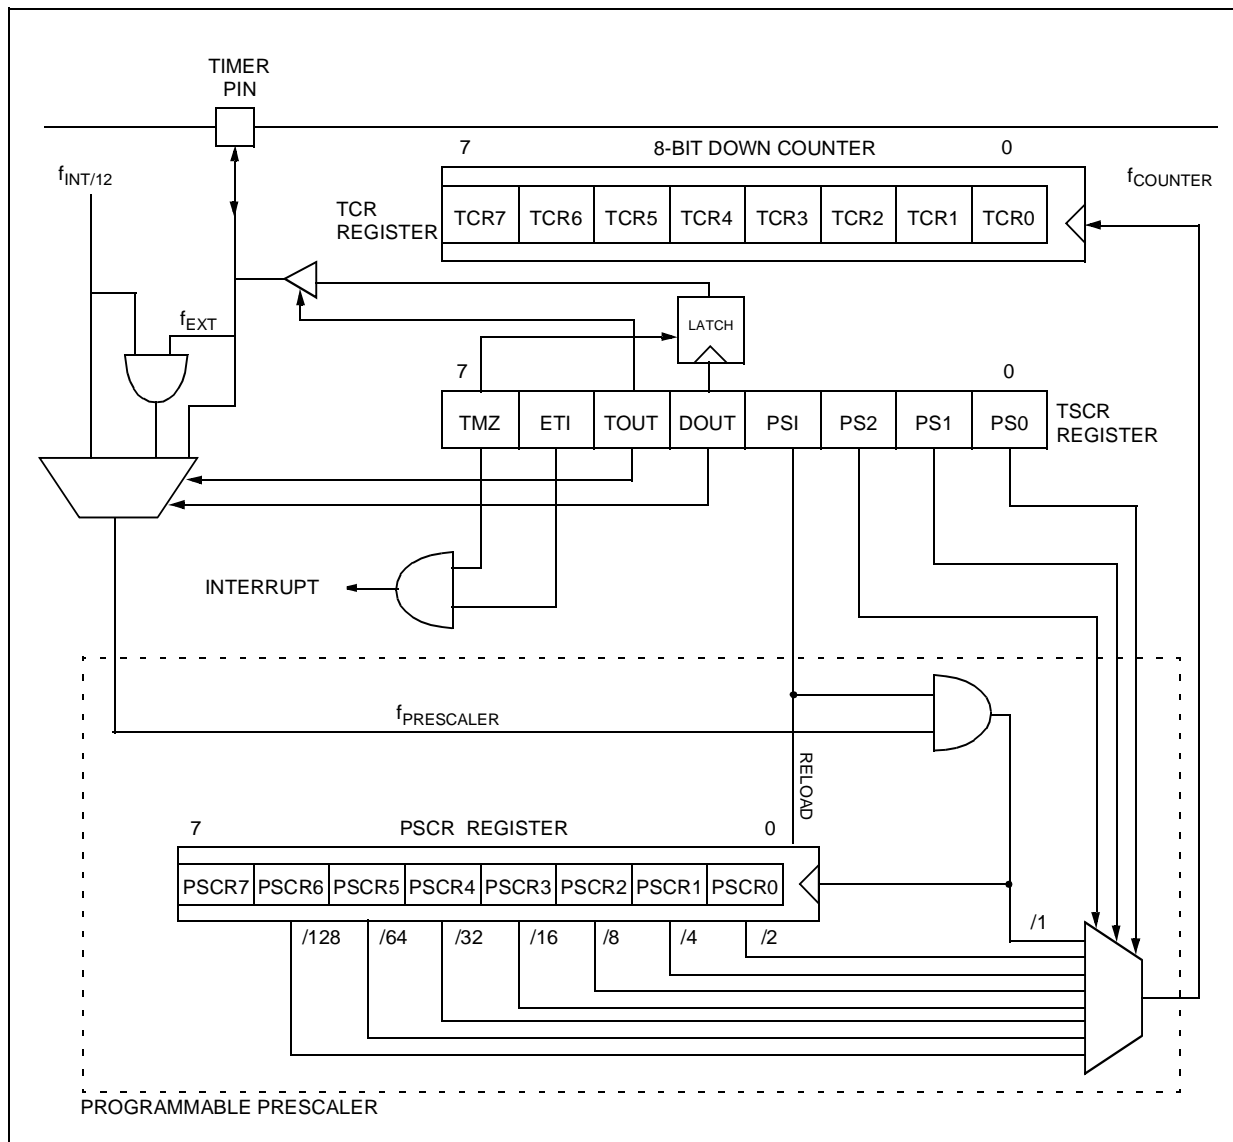 TIMER
PIN
7 8-BIT DOWN COUNTER 0
fINT/12
fCOUNTER
TCR
REGISTER
TCR7 TCR6 TCR5 TCR4 TCR3 TCR2 TCR1 TCR0
fEXT
LATCH
7 0
TMZ ETI TOUT DOUT PSI PS2 PS1 PS0
TSCR
REGISTER
INTERRUPT
fPRESCALER
RELOAD
7 PSCR REGISTER 0
PSCR7 PSCR6 PSCR5 PSCR4 PSCR3 PSCR2 PSCR1 PSCR0
/128 /64 /32 /16 /8 /4 /2 /1
PROGRAMMABLE PRESCALER